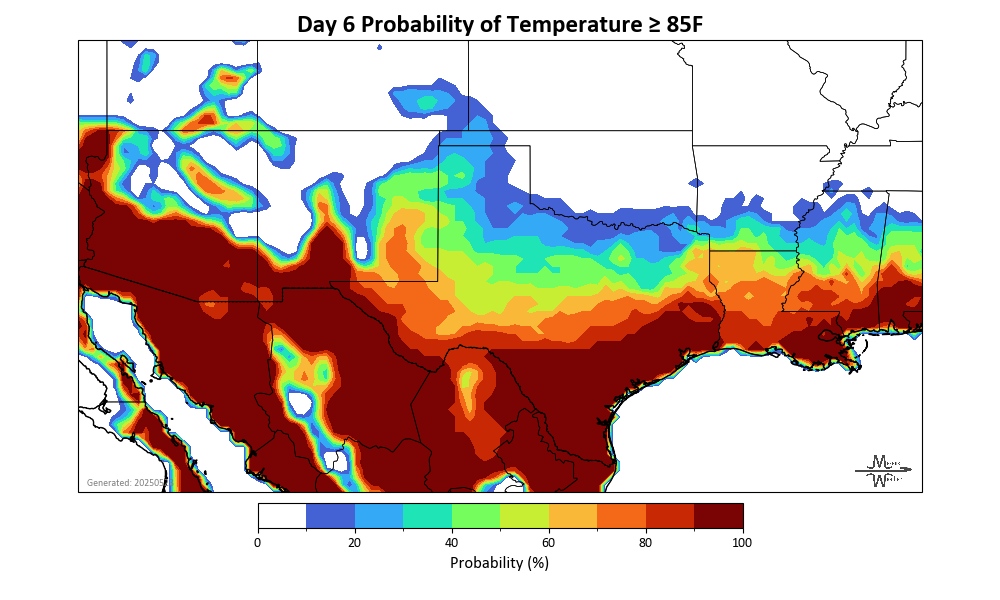 Day 6 Probability of Temperature ≥ 85F
Generated: 202505
0 20 40 60 80 100
Probability (%)